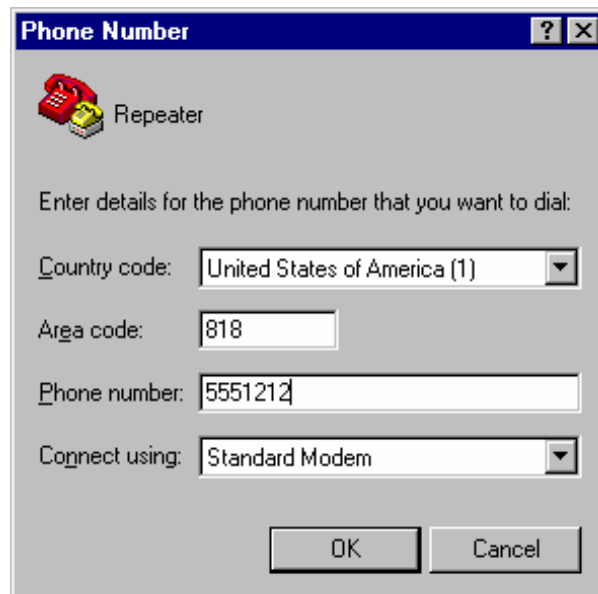 Phone Number ? X
Repeater
Enter details for the phone number that you want to dial:
Country code: United States of America (1)
Area code: 818
Phone number: 5551212
Connect using: Standard Modem
OK Cancel